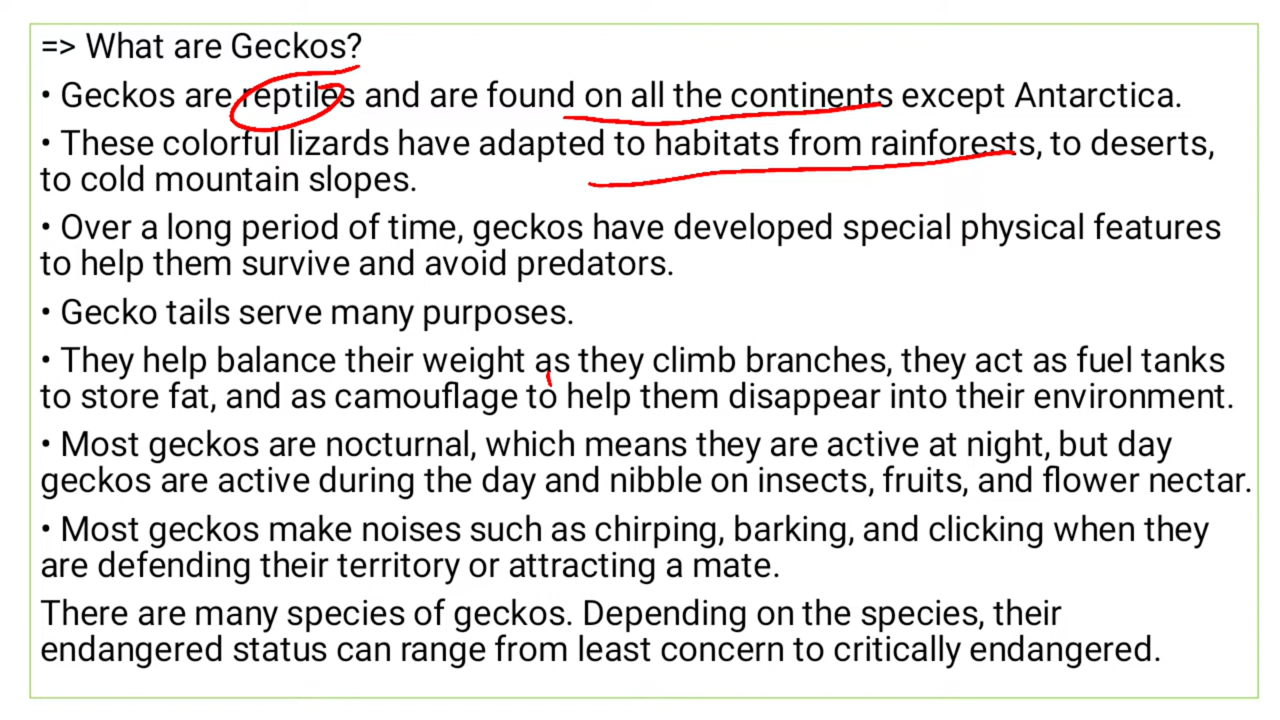 => What are Geckos?
• Geckos are reptiles and are found on all the continents except Antarctica.
• These colorful lizards have adapted to habitats from rainforests, to deserts,
to cold mountain slopes.
• Over a long period of time, geckos have developed special physical features
to help them survive and avoid predators.
• Gecko tails serve many purposes.
• They help balance their weight as they climb branches, they act as fuel tanks
to store fat, and as camouflage to help them disappear into their environment.
• Most geckos are nocturnal, which means they are active at night, but day
geckos are active during the day and nibble on insects, fruits, and flower nectar.
• Most geckos make noises such as chirping, barking, and clicking when they
are defending their territory or attracting a mate.
There are many species of geckos. Depending on the species, their
endangered status can range from least concern to critically endangered.